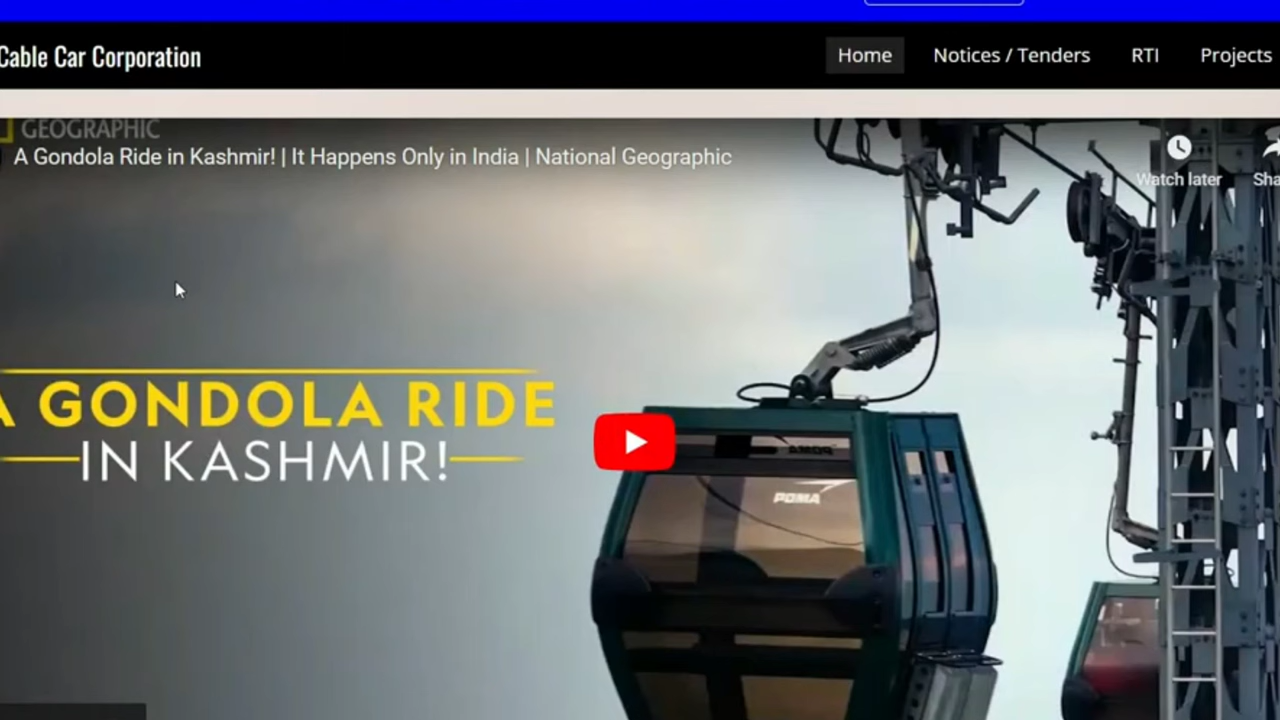 Cable Car Corporation
Home
Notices / Tenders
RTI
Projects
GEOGRAPHIC
A Gondola Ride in Kashmir! | It Happens Only in India | National Geographic
Watch later
Sha
A GONDOLA RIDE
IN KASHMIR!
POMA
POMA